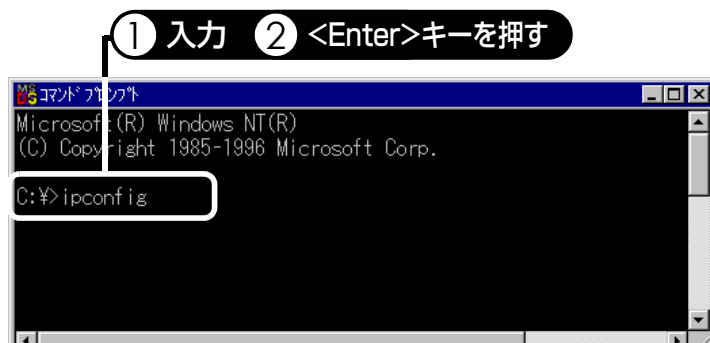 ① 入力 ② <Enter>キーを押す
コマンド プロンプト
Microsoft(R) Windows NT(R)
(C) Copyright 1985-1996 Microsoft Corp.
C:¥>ipconfig